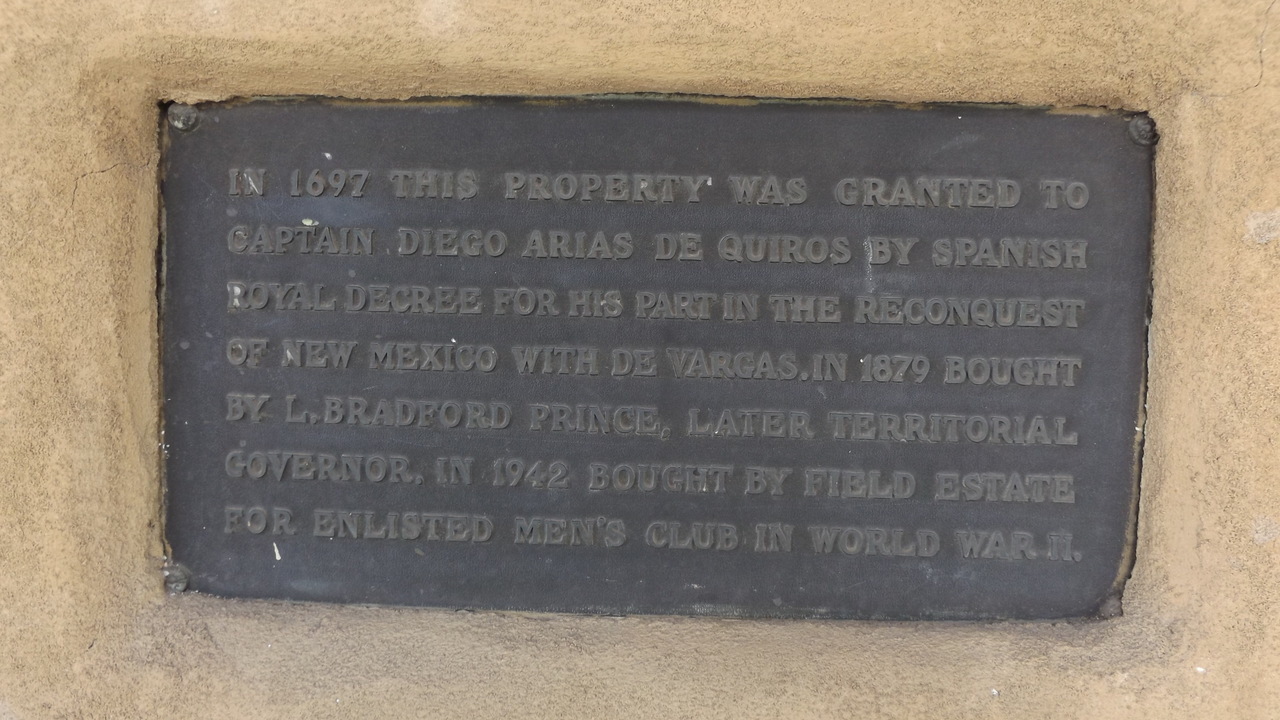 IN 1697 THIS PROPERTY WAS GRANTED TO
CAPTAIN DIEGO ARIAS DE QUIROS BY SPANISH
ROYAL DECREE FOR HIS PART IN THE RECONQUEST
OF NEW MEXICO WITH DE VARGAS. IN 1879 BOUGHT
BY L. BRADFORD PRINCE, LATER TERRITORIAL
GOVERNOR. IN 1942 BOUGHT BY FIELD ESTATE
FOR ENLISTED MEN'S CLUB IN WORLD WAR II.